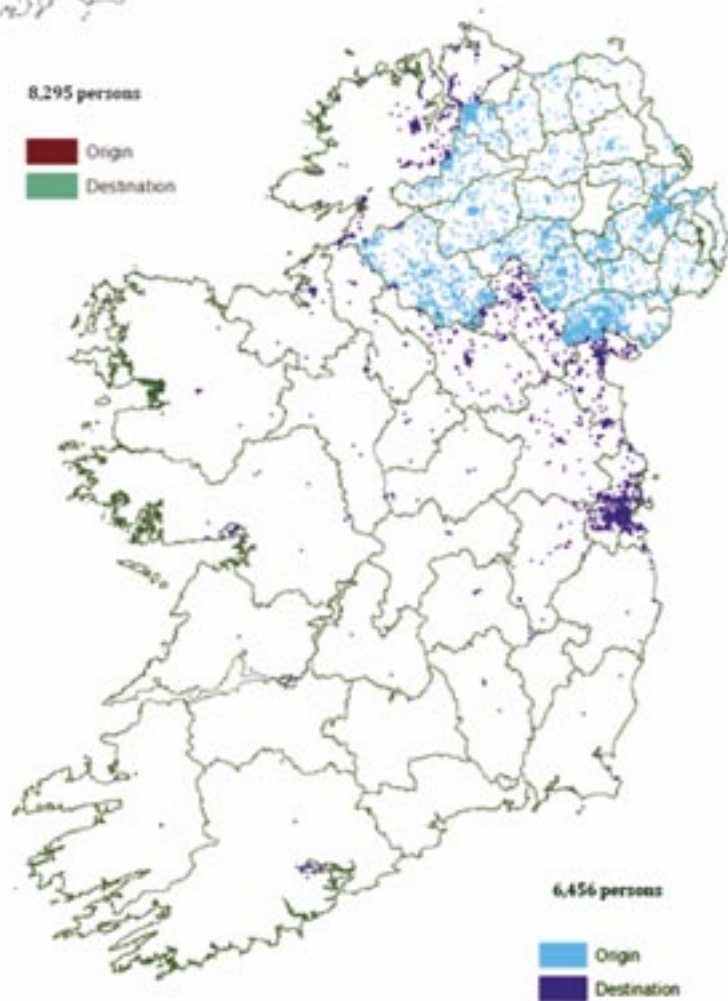 8,295 persons
Origin
Destination
6,456 persons
Origin
Destination